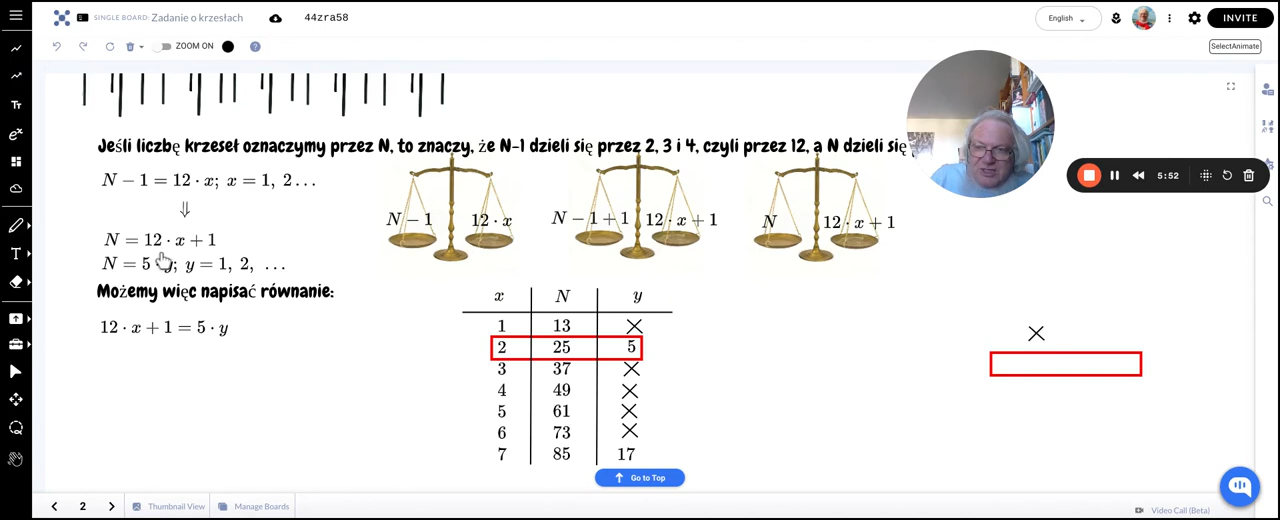 SINGLE BOARD: Zadanie o krzesłach
44zra58
English
INVITE
ZOOM ON
SelectAnimate
Jeśli liczbę krzeseł oznaczymy przez N, to znaczy, że N-1 dzieli się przez 2, 3 i 4, czyli przez 12, a N dzieli się
N − 1 = 12 · x; x = 1, 2 ...
⇓
N = 12 · x + 1
N = 5 y; y = 1, 2, ...
Możemy więc napisać równanie:
12 · x + 1 = 5 · y
N − 1 12 · x
N − 1 + 1 12 · x + 1
N 12 · x + 1
5:52
x N y
1 13 ×
2 25 5
3 37 ×
4 49 ×
5 61 ×
6 73 ×
7 85 17
×
Go to Top
2
Thumbnail View
Manage Boards
Video Call (Beta)